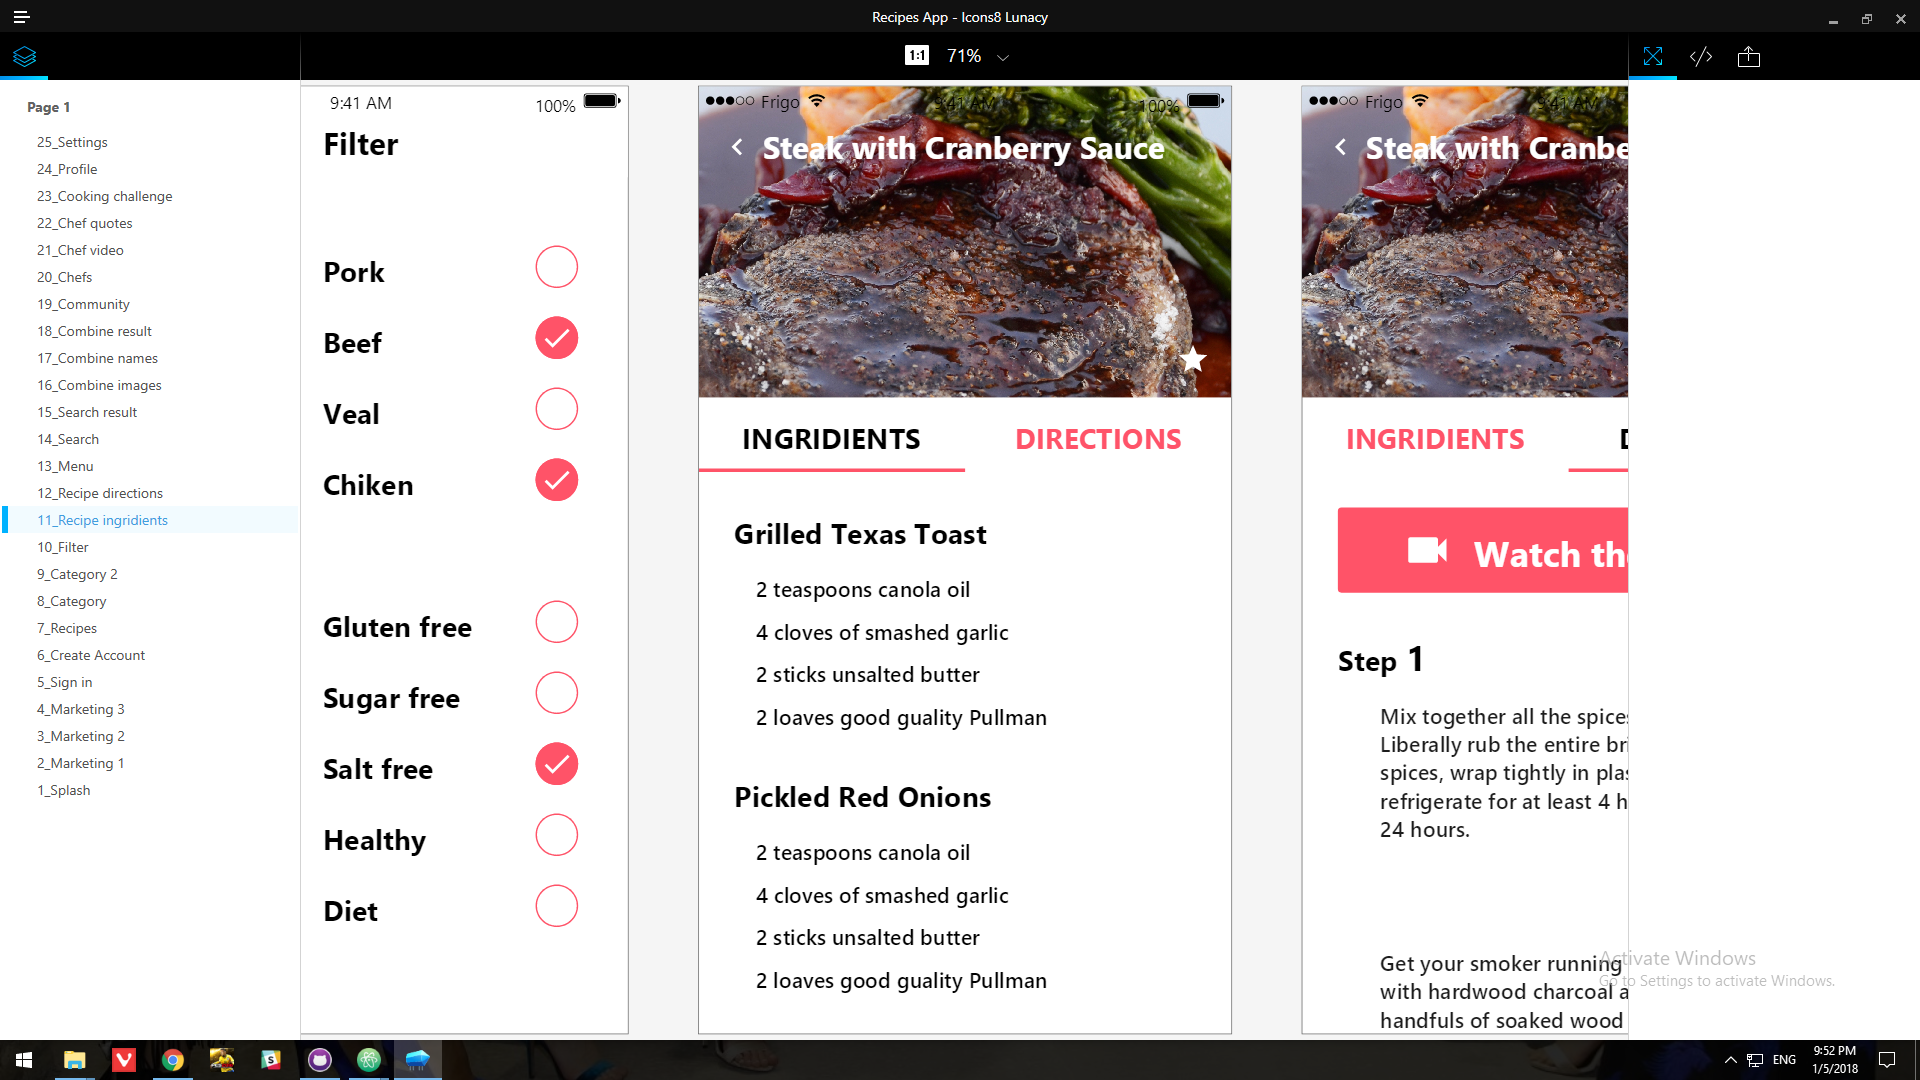 Recipes App - Icons8 Lunacy
1:1 71%
Page 1
25_Settings
24_Profile
23_Cooking challenge
22_Chef quotes
21_Chef video
20_Chefs
19_Community
18_Combine result
17_Combine names
16_Combine images
15_Search result
14_Search
13_Menu
12_Recipe directions
11_Recipe ingridients
10_Filter
9_Category 2
8_Category
7_Recipes
6_Create Account
5_Sign in
4_Marketing 3
3_Marketing 2
2_Marketing 1
1_Splash
9:41 AM 100%
Filter
Pork
Beef
Veal
Chiken
Gluten free
Sugar free
Salt free
Healthy
Diet
Frigo 9:41 AM 100%
Steak with Cranberry Sauce
INGRIDIENTS DIRECTIONS
Grilled Texas Toast
2 teaspoons canola oil
4 cloves of smashed garlic
2 sticks unsalted butter
2 loaves good guality Pullman
Pickled Red Onions
2 teaspoons canola oil
4 cloves of smashed garlic
2 sticks unsalted butter
2 loaves good guality Pullman
Frigo 9:41 AM
Steak with Cranbe
INGRIDIENTS D
Watch the
Step 1
Mix together all the spices
Liberally rub the entire bri
spices, wrap tightly in plas
refrigerate for at least 4 h
24 hours.
Get your smoker running
with hardwood charcoal a
handfuls of soaked wood
Activate Windows
Go to Settings to activate Windows.
ENG
9:52 PM
1/5/2018